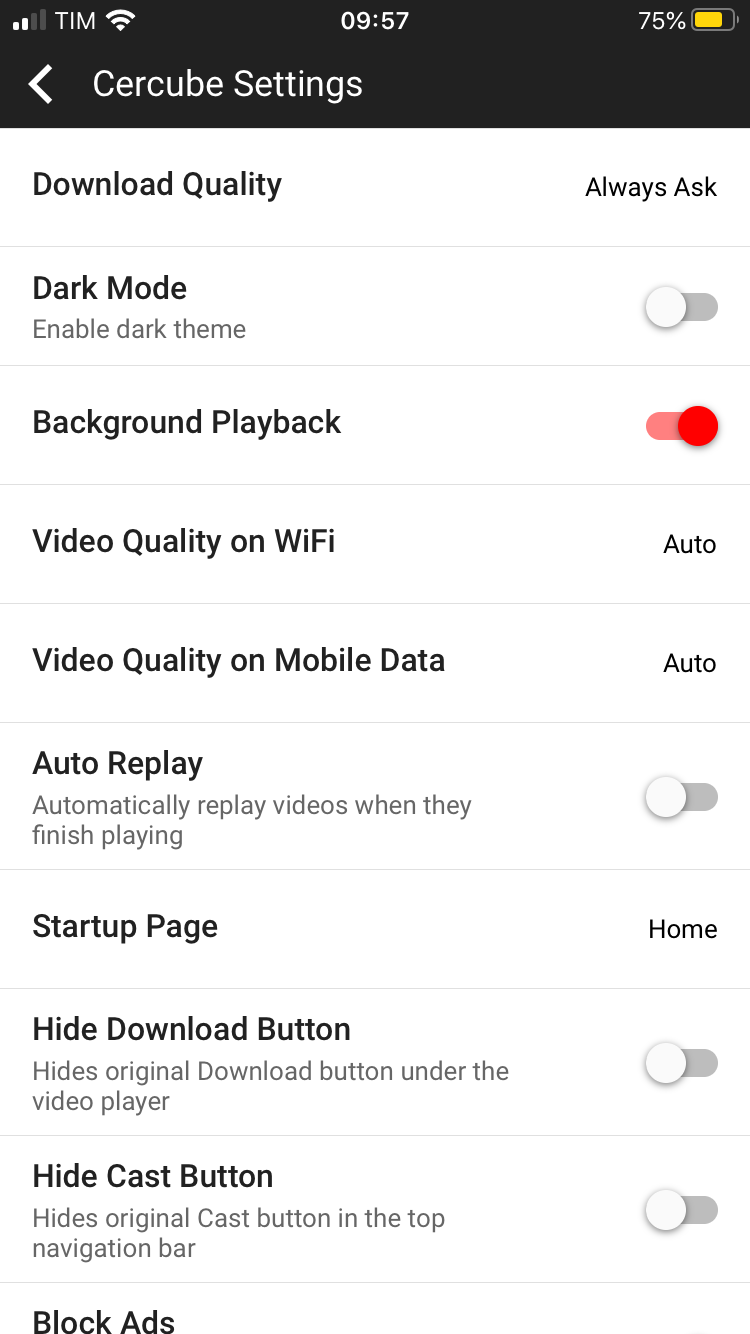 TIM 09:57 75%
Cercube Settings
Download Quality Always Ask
Dark Mode
Enable dark theme
Background Playback
Video Quality on WiFi Auto
Video Quality on Mobile Data Auto
Auto Replay
Automatically replay videos when they
finish playing
Startup Page Home
Hide Download Button
Hides original Download button under the
video player
Hide Cast Button
Hides original Cast button in the top
navigation bar
Block Ads